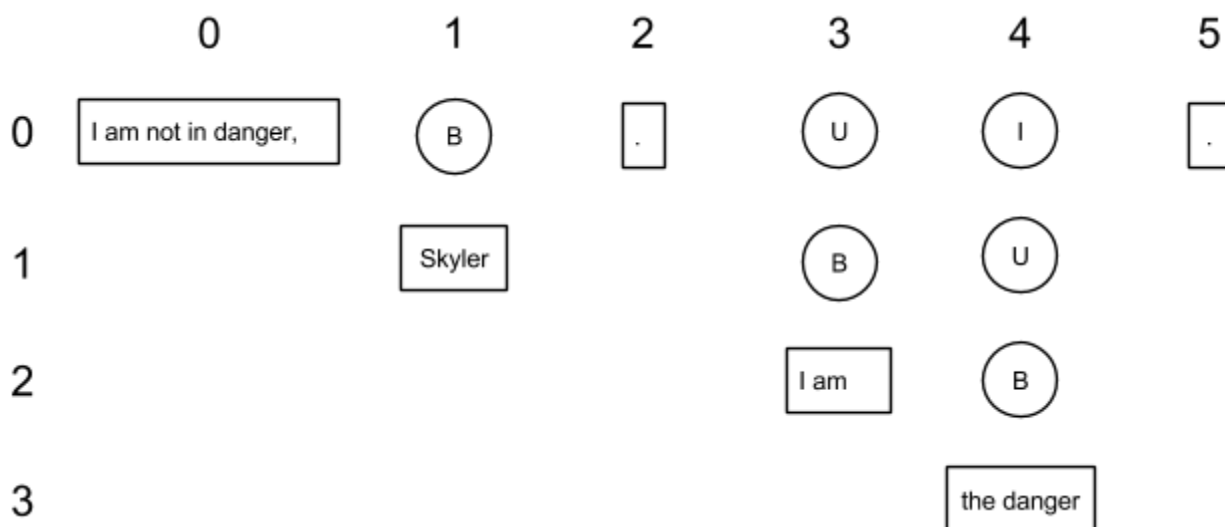 0 1 2 3 4 5
0 I am not in danger, B . U I .
1 Skyler B U
2 I am B
3 the danger